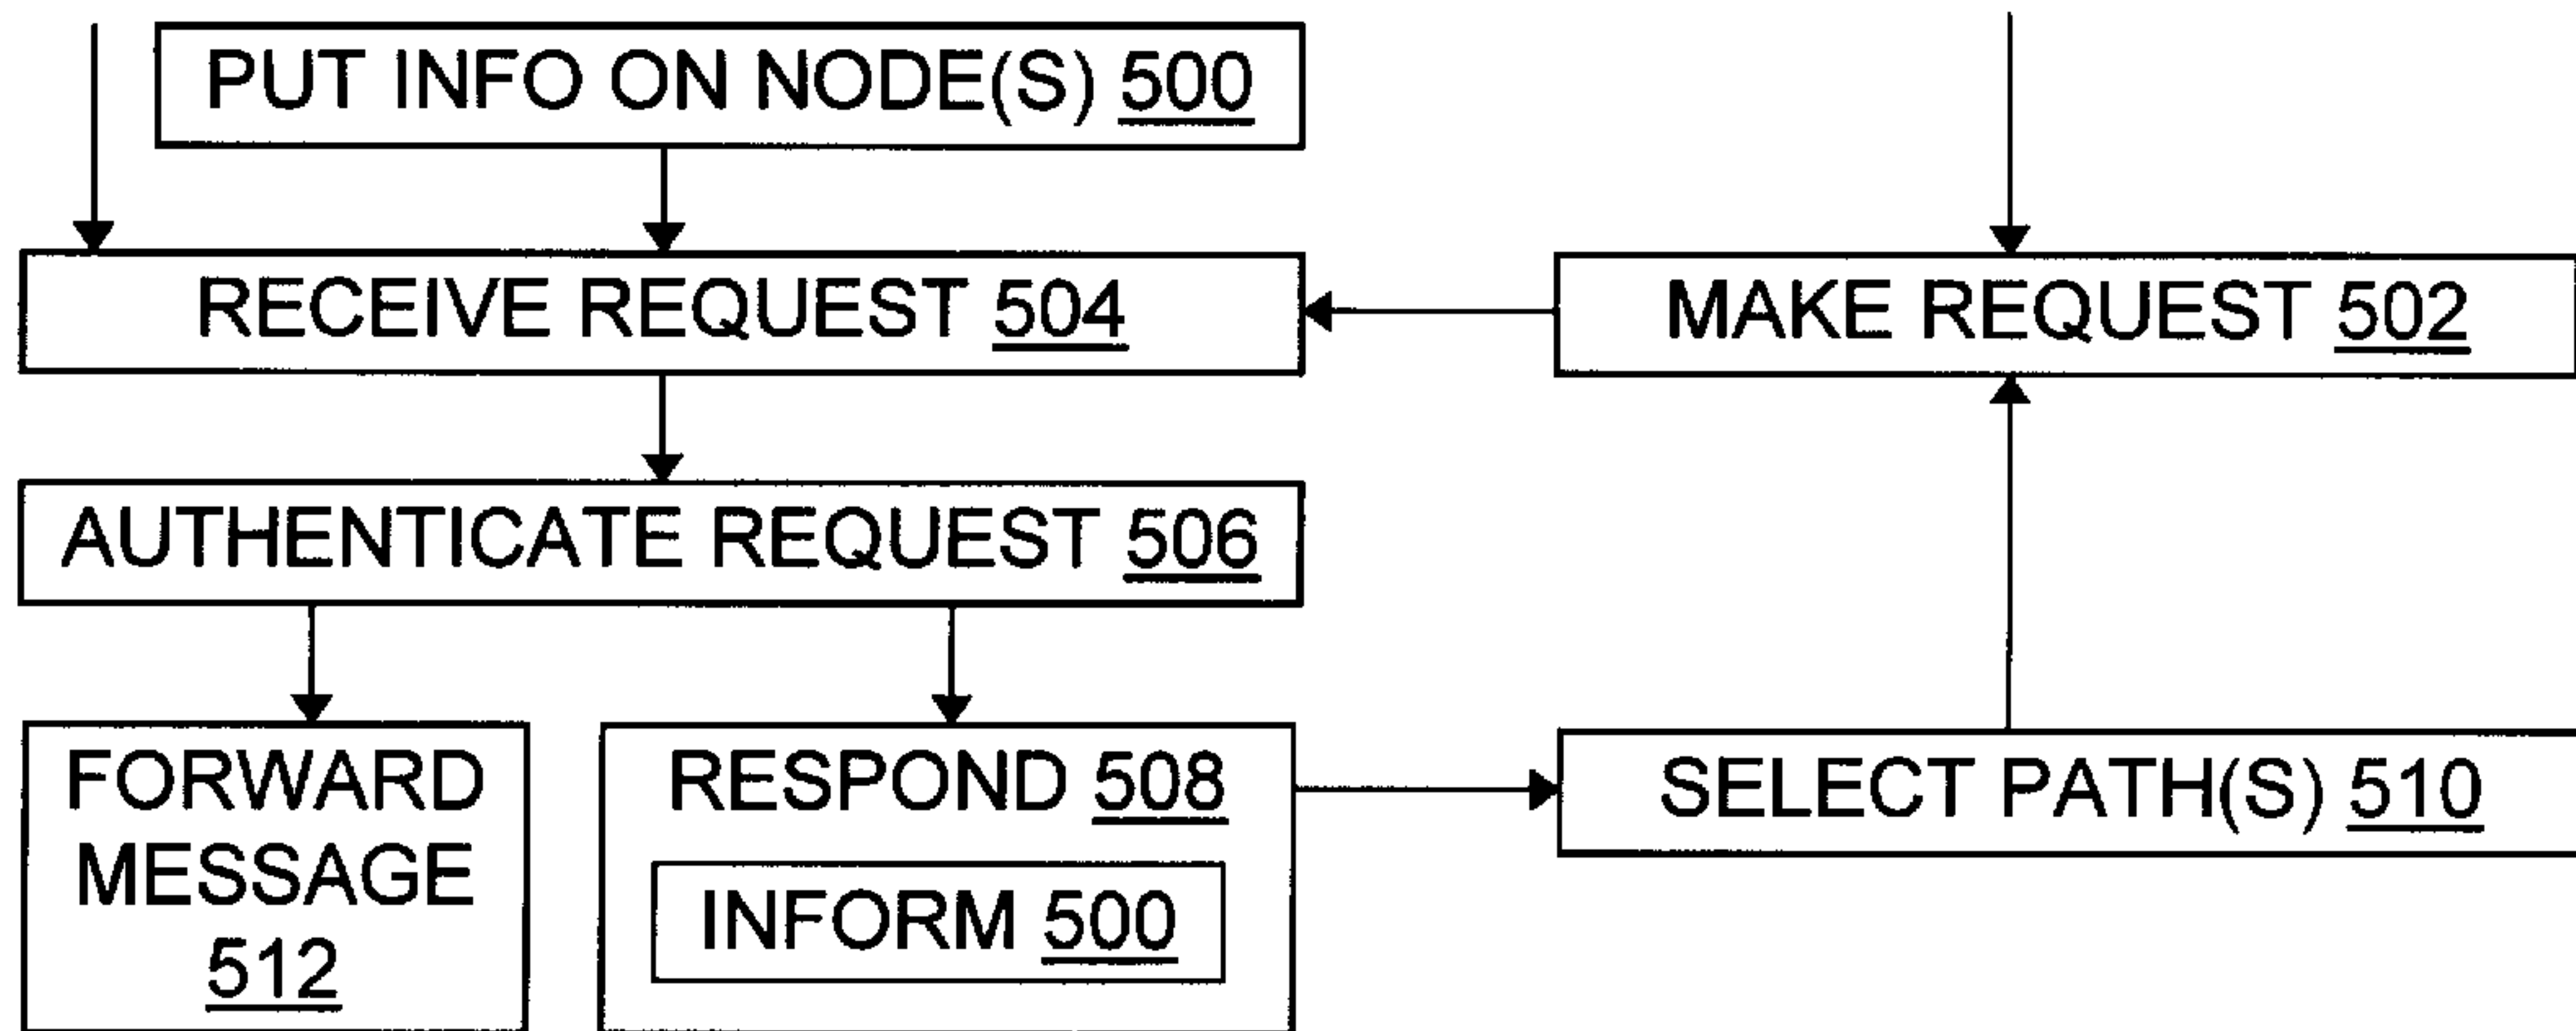 PUT INFO ON NODE(S) 500
RECEIVE REQUEST 504
MAKE REQUEST 502
AUTHENTICATE REQUEST 506
FORWARD
MESSAGE
512
RESPOND 508
INFORM 500
SELECT PATH(S) 510